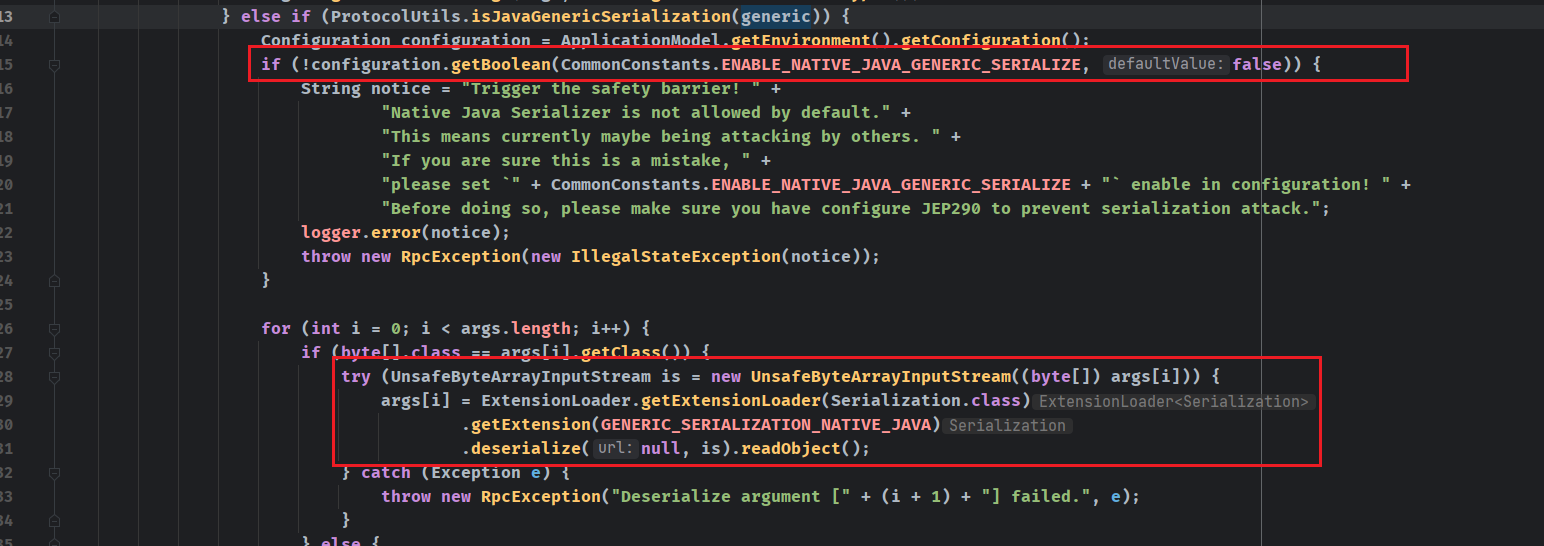 13 } else if (ProtocolUtils.isJavaGenericSerialization(generic)) {
14 Configuration configuration = ApplicationModel.getEnvironment().getConfiguration();
15 if (!configuration.getBoolean(CommonConstants.ENABLE_NATIVE_JAVA_GENERIC_SERIALIZE, defaultValue: false)) {
16 String notice = "Trigger the safety barrier! " +
17 "Native Java Serializer is not allowed by default." +
18 "This means currently maybe being attacking by others. " +
19 "If you are sure this is a mistake, " +
20 "please set `" + CommonConstants.ENABLE_NATIVE_JAVA_GENERIC_SERIALIZE + "` enable in configuration! " +
21 "Before doing so, please make sure you have configure JEP290 to prevent serialization attack.";
22 logger.error(notice);
23 throw new RpcException(new IllegalStateException(notice));
24 }
25
26 for (int i = 0; i < args.length; i++) {
27 if (byte[].class == args[i].getClass()) {
28 try (UnsafeByteArrayInputStream is = new UnsafeByteArrayInputStream((byte[]) args[i])) {
29 args[i] = ExtensionLoader.getExtensionLoader(Serialization.class) ExtensionLoader<Serialization>
30 .getExtension(GENERIC_SERIALIZATION_NATIVE_JAVA) Serialization
31 .deserialize( url: null, is).readObject();
32 } catch (Exception e) {
33 throw new RpcException("Deserialize argument [" + (i + 1) + "] failed.", e);
34 }
35 } else {